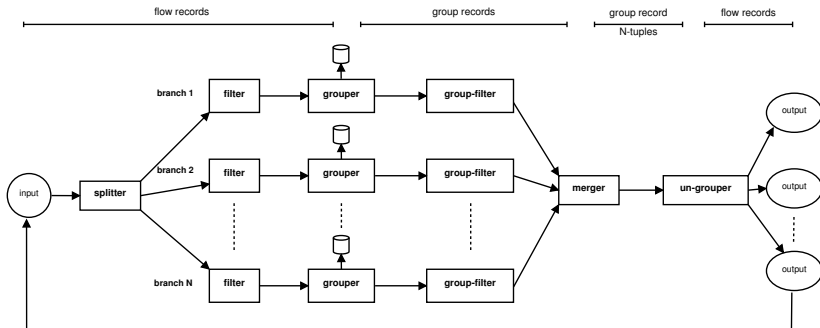 flow records
group records
group record
N-tuples
flow records
branch 1
filter
grouper
group-filter
output
branch 2
filter
grouper
group-filter
input
splitter
merger
un-grouper
output
branch N
filter
grouper
group-filter
output